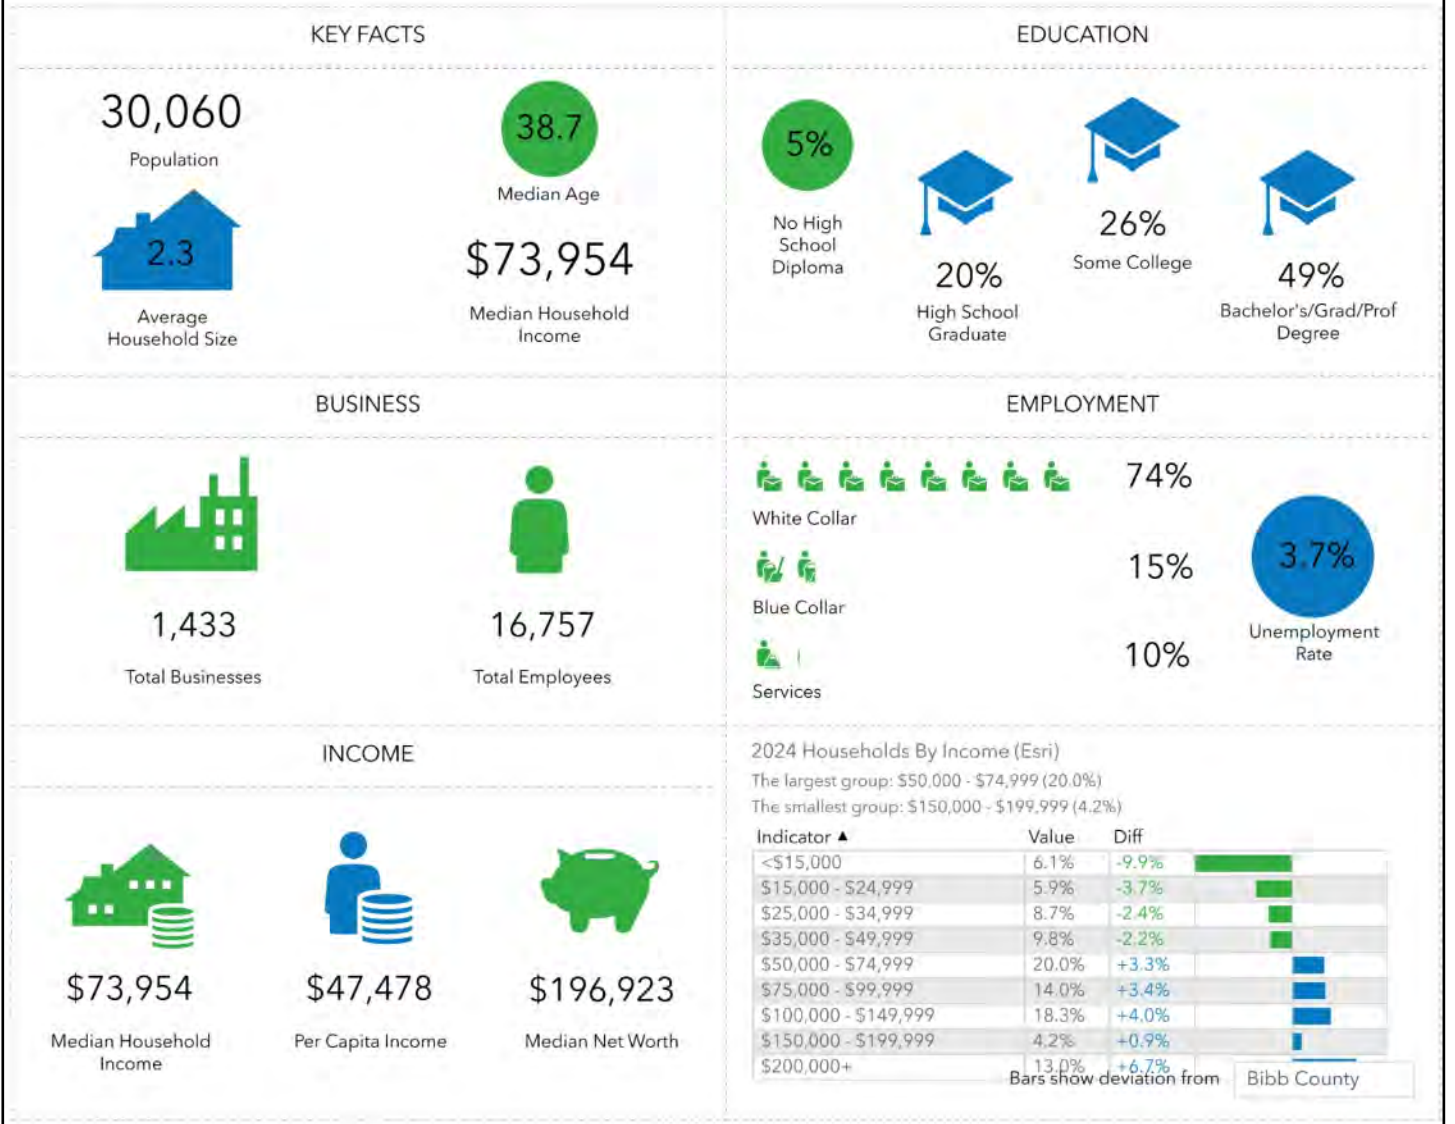 KEY FACTS
30,060
Population
38.7
Median Age
2.3
Average
Household Size
$73,954
Median Household
Income
EDUCATION
5%
No High
School
Diploma
20%
High School
Graduate
26%
Some College
49%
Bachelor's/Grad/Prof
Degree
BUSINESS
1,433
Total Businesses
16,757
Total Employees
EMPLOYMENT
74%
White Collar
15%
Blue Collar
10%
Services
3.7%
Unemployment
Rate
INCOME
$73,954
Median Household
Income
$47,478
Per Capita Income
$196,923
Median Net Worth
2024 Households By Income (Esri)
The largest group: $50,000 - $74,999 (20.0%)
The smallest group: $150,000 - $199,999 (4.2%)
Indicator ▲ Value Diff
<$15,000 6.1% -9.9%
$15,000 - $24,999 5.9% -3.7%
$25,000 - $34,999 8.7% -2.4%
$35,000 - $49,999 9.8% -2.2%
$50,000 - $74,999 20.0% +3.3%
$75,000 - $99,999 14.0% +3.4%
$100,000 - $149,999 18.3% +4.0%
$150,000 - $199,999 4.2% +0.9%
$200,000+ 13.0% +6.7%
Bars show deviation from Bibb County